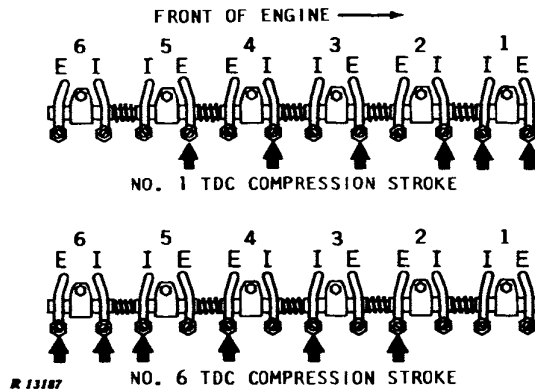 FRONT OF ENGINE
6 5 4 3 2 1
E I I E E I I E E I I E
NO. 1 TDC COMPRESSION STROKE
6 5 4 3 2 1
E I I E E I I E E I I E
NO. 6 TDC COMPRESSION STROKE
R 13187